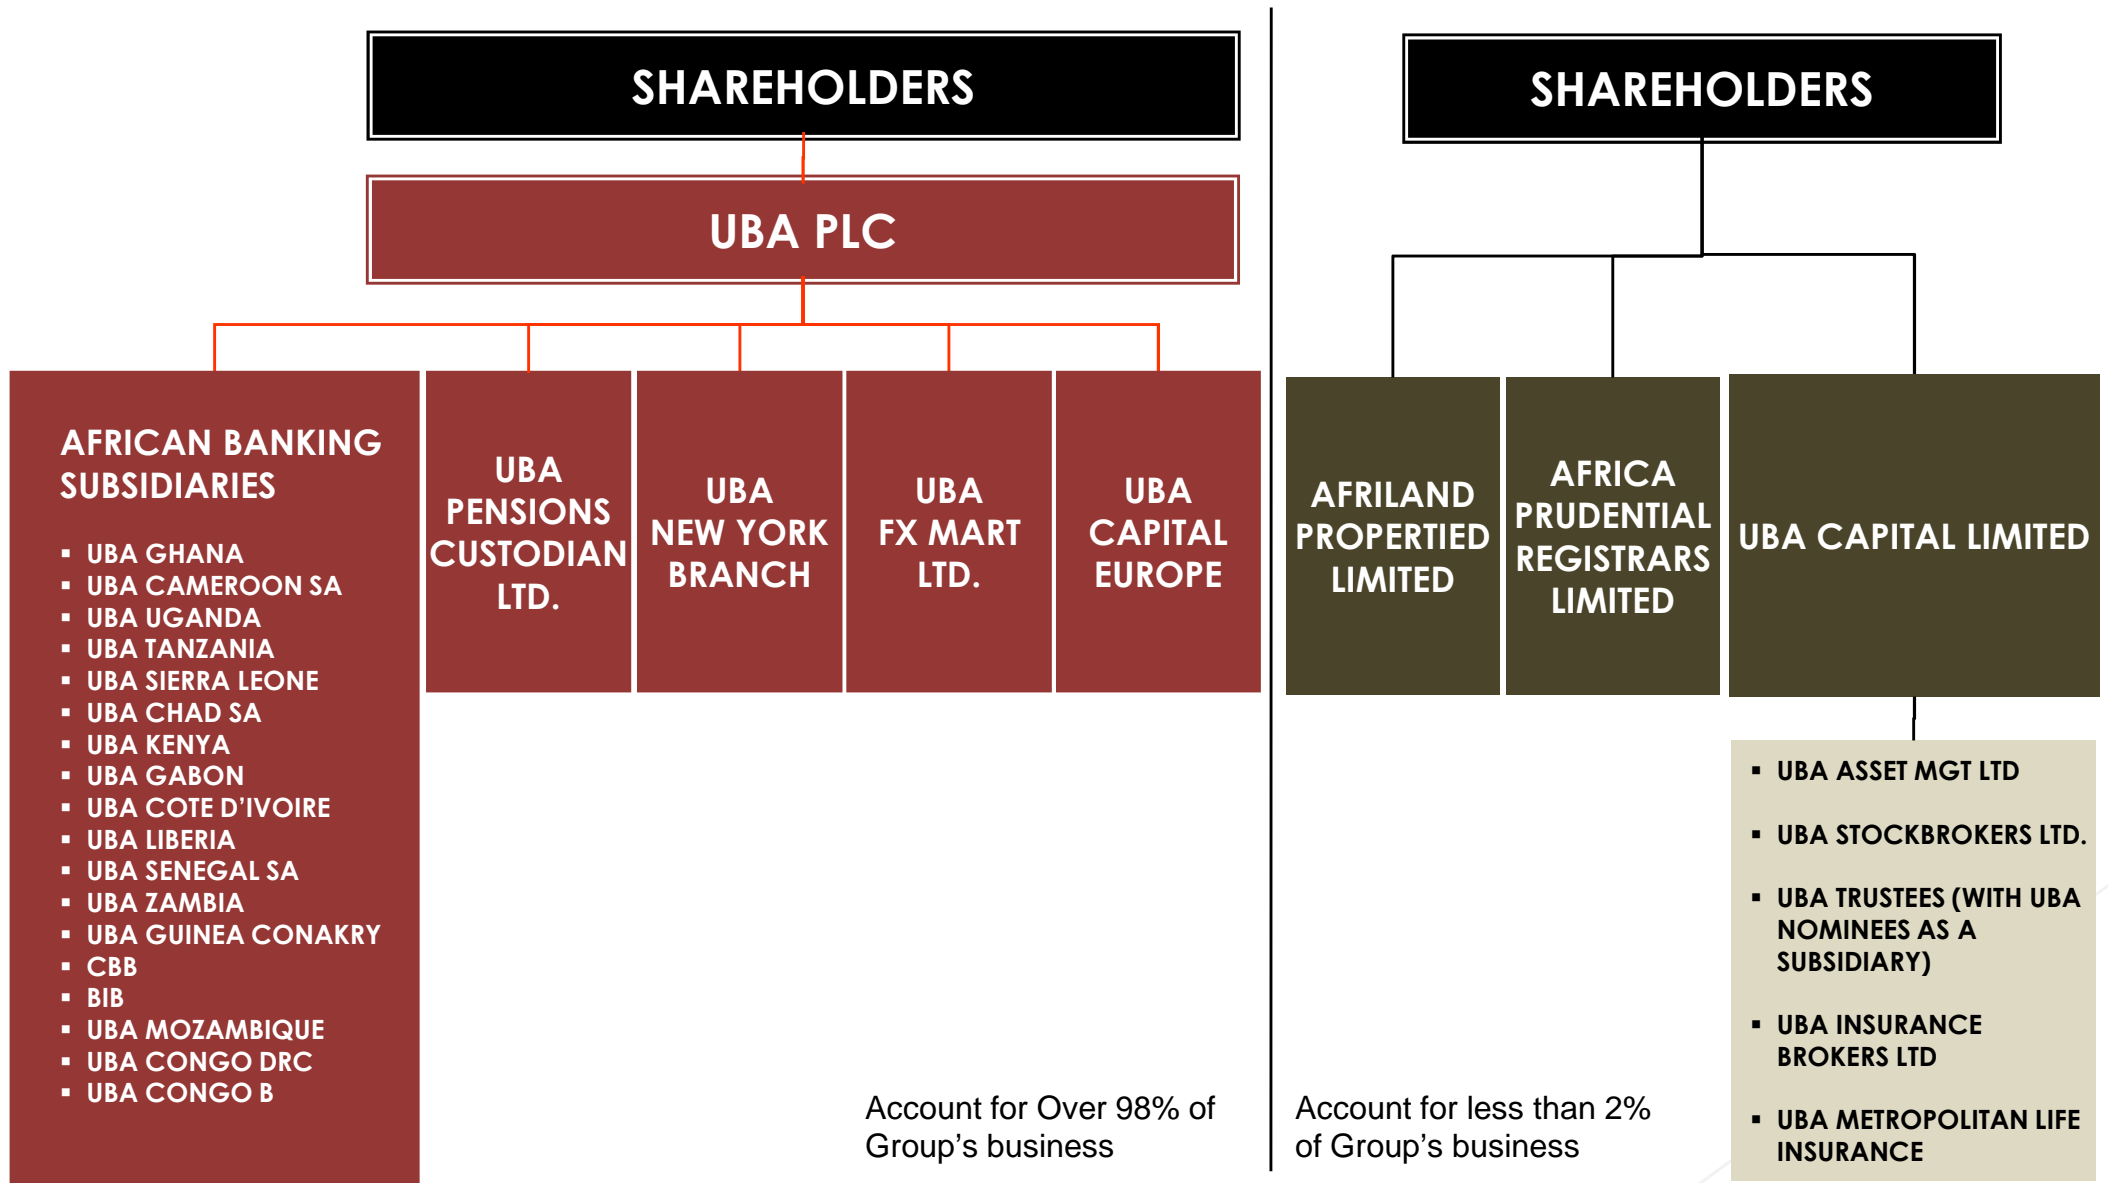 SHAREHOLDERS
UBA PLC
AFRICAN BANKING
SUBSIDIARIES
▪ UBA GHANA
▪ UBA CAMEROON SA
▪ UBA UGANDA
▪ UBA TANZANIA
▪ UBA SIERRA LEONE
▪ UBA CHAD SA
▪ UBA KENYA
▪ UBA GABON
▪ UBA COTE D’IVOIRE
▪ UBA LIBERIA
▪ UBA SENEGAL SA
▪ UBA ZAMBIA
▪ UBA GUINEA CONAKRY
▪ CBB
▪ BIB
▪ UBA MOZAMBIQUE
▪ UBA CONGO DRC
▪ UBA CONGO B
UBA
PENSIONS
CUSTODIAN
LTD.
UBA
NEW YORK
BRANCH
UBA
FX MART
LTD.
UBA
CAPITAL
EUROPE
Account for Over 98% of
Group’s business
SHAREHOLDERS
AFRILAND
PROPERTIED
LIMITED
AFRICA
PRUDENTIAL
REGISTRARS
LIMITED
UBA CAPITAL LIMITED
▪ UBA ASSET MGT LTD
▪ UBA STOCKBROKERS LTD.
▪ UBA TRUSTEES (WITH UBA
NOMINEES AS A
SUBSIDIARY)
▪ UBA INSURANCE
BROKERS LTD
▪ UBA METROPOLITAN LIFE
INSURANCE
Account for less than 2%
of Group’s business